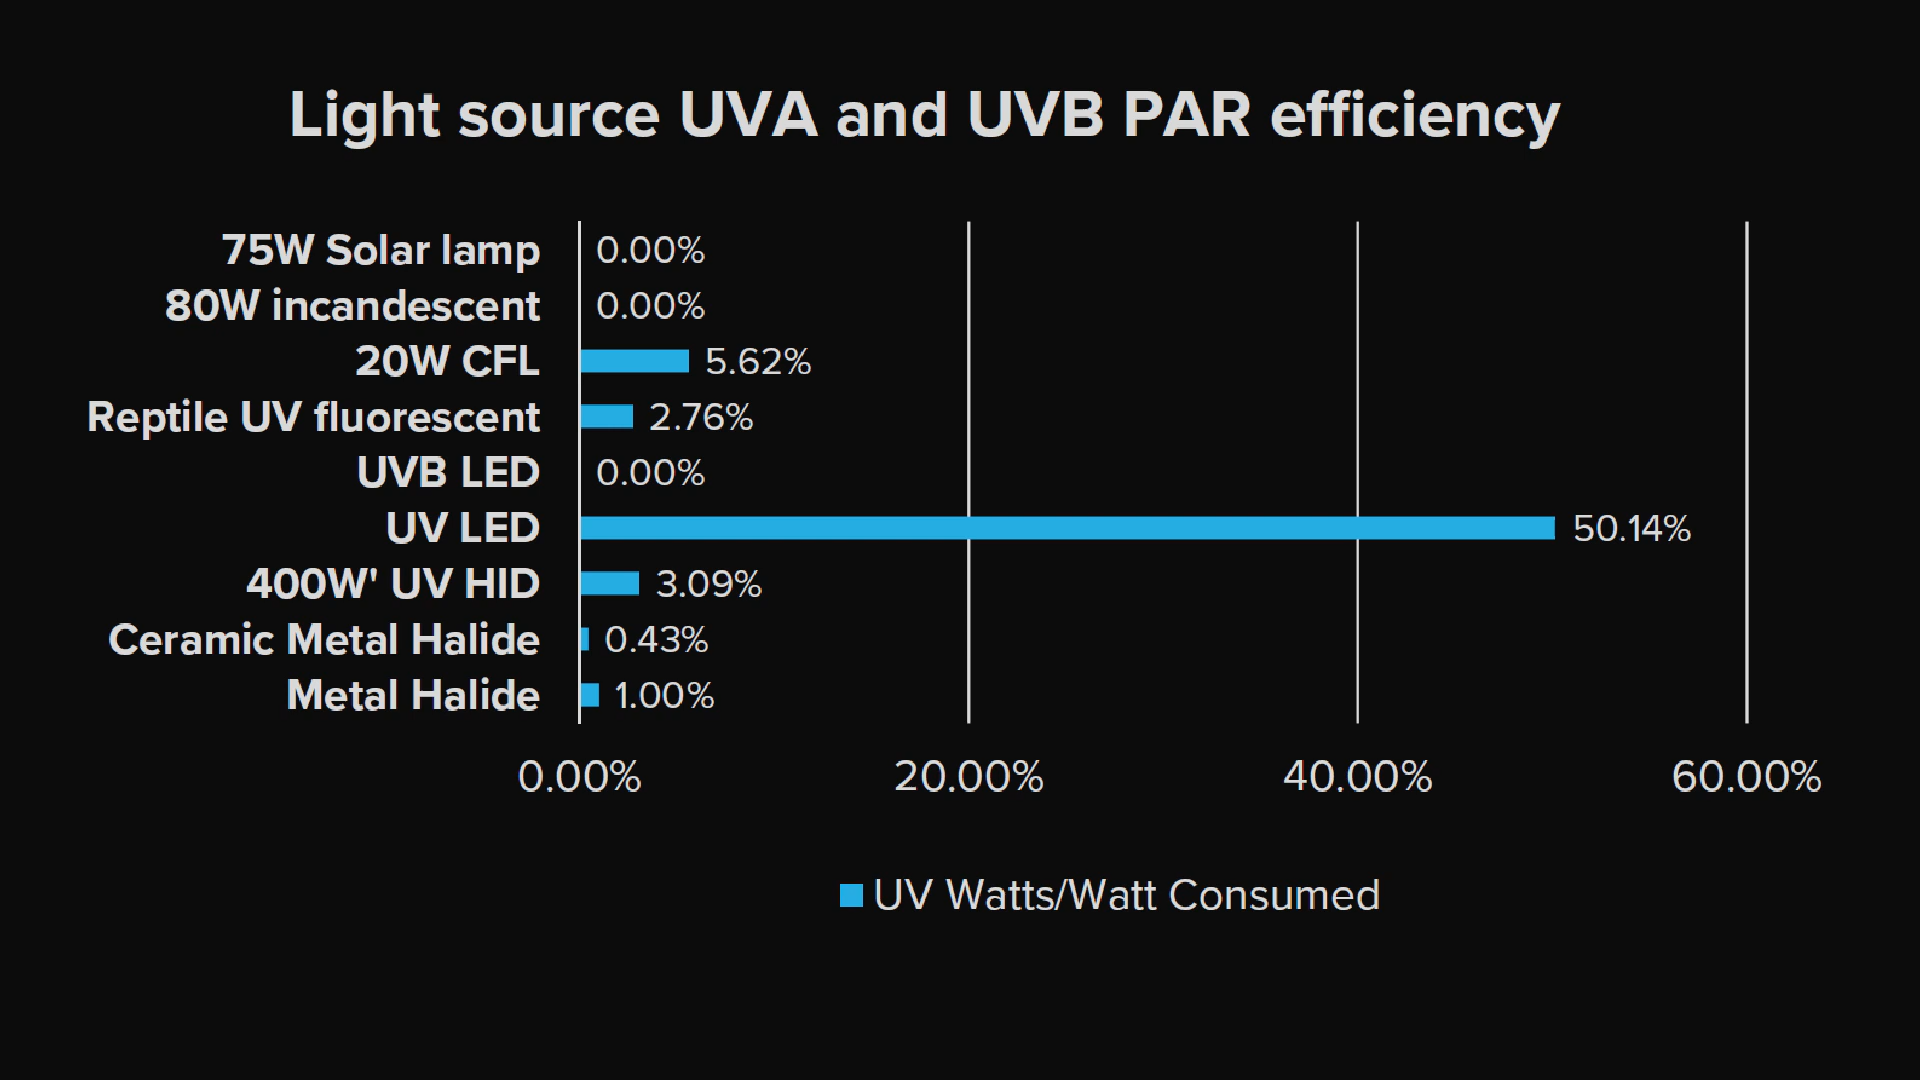 Light source UVA and UVB PAR efficiency
75W Solar lamp 0.00%
80W incandescent 0.00%
20W CFL 5.62%
Reptile UV fluorescent 2.76%
UVB LED 0.00%
UV LED 50.14%
400W' UV HID 3.09%
Ceramic Metal Halide 0.43%
Metal Halide 1.00%
0.00% 20.00% 40.00% 60.00%
UV Watts/Watt Consumed